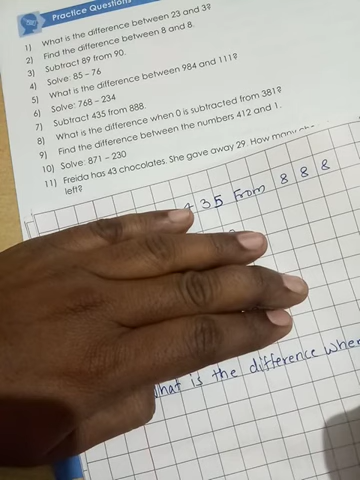 Practice Questions
1) What is the difference between 23 and 3?
2) Find the difference between 8 and 8.
3) Subtract 89 from 90.
4) Solve: 85 – 76
5) What is the difference between 984 and 111?
6) Solve: 768 – 234
7) Subtract 435 from 888.
8) What is the difference when 0 is subtracted from 381?
9) Find the difference between the numbers 412 and 1.
10) Solve: 871 – 230
11) Freida has 43 chocolates. She gave away 29. How many
left?
435 From 888
What is the difference when